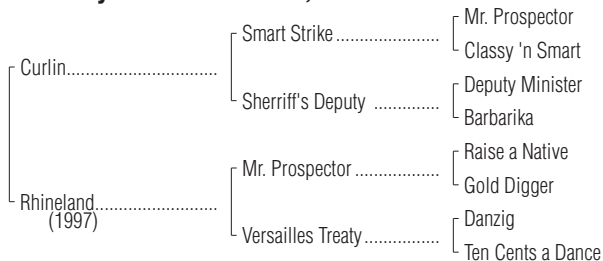 Mr. Prospector
Smart Strike
Classy 'n Smart
Curlin
Deputy Minister
Sherriff's Deputy
Barbarika
Raise a Native
Mr. Prospector
Gold Digger
Rhineland
(1997)
Danzig
Versailles Treaty
Ten Cents a Dance